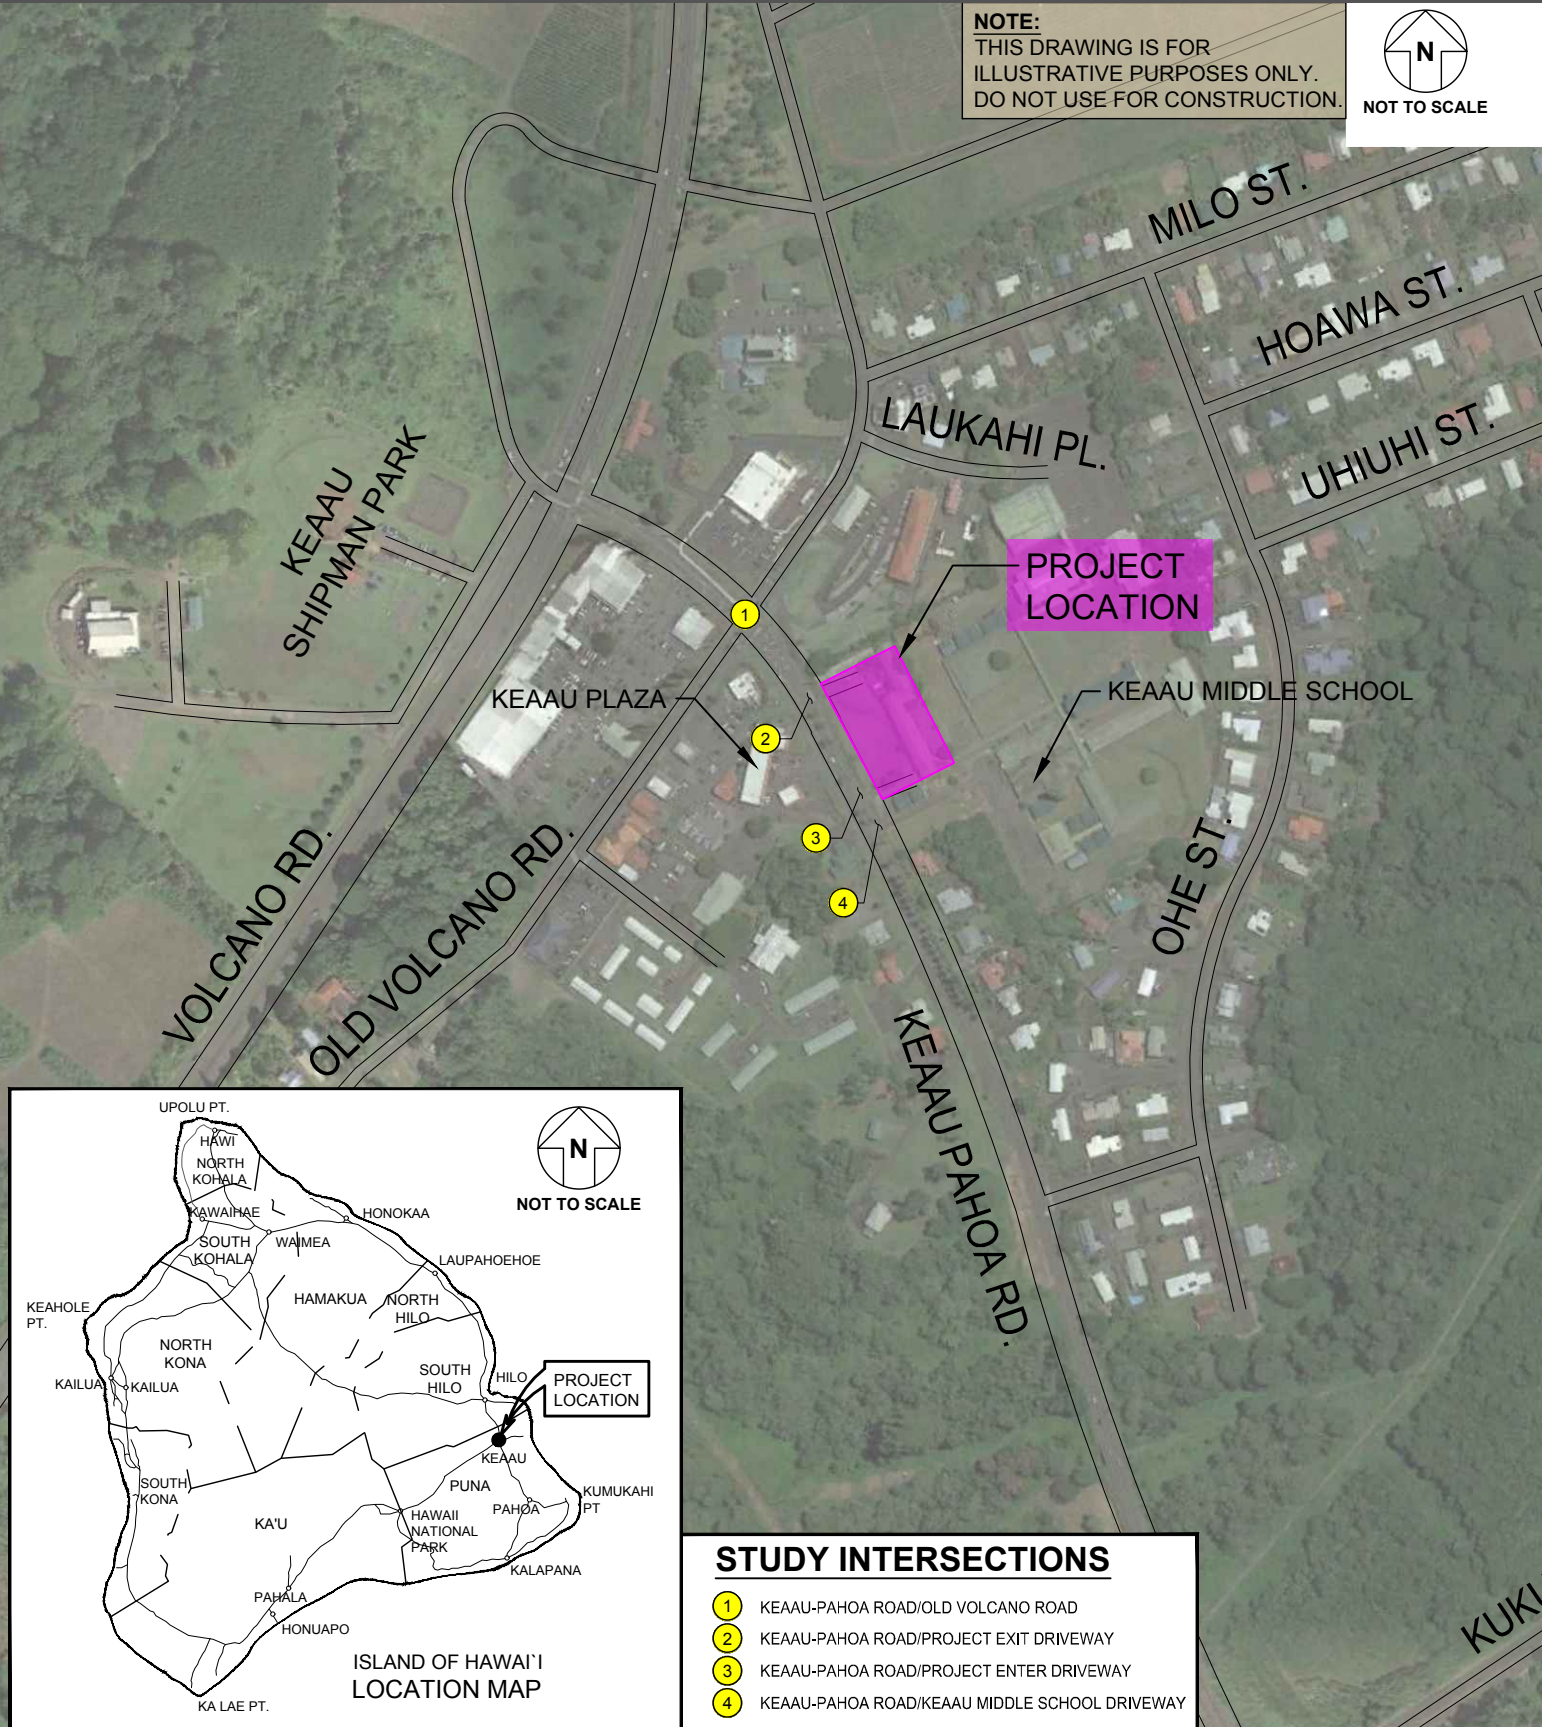 NOTE:
THIS DRAWING IS FOR
ILLUSTRATIVE PURPOSES ONLY.
DO NOT USE FOR CONSTRUCTION.
N
NOT TO SCALE
MILO ST.
HOAWA ST.
LAUKAHI PL.
UHIUHI ST.
KEAAU
SHIPMAN PARK
PROJECT
LOCATION
1
KEAAU PLAZA
KEAAU MIDDLE SCHOOL
2
3
4
VOLCANO RD.
OLD VOLCANO RD.
OHE ST.
KEAAU PAHOA RD.
UPOLU PT.
HAWI
NORTH
KOHALA
N
NOT TO SCALE
KAWAIHAE
HONOKAA
SOUTH
KOHALA
WAIMEA
LAUPAHOEHOE
HAMAKUA
NORTH
HILO
KEAHOLE
PT.
NORTH
KONA
KAILUA
KAILUA
SOUTH
HILO
HILO
PROJECT
LOCATION
KEAAU
SOUTH
KONA
PUNA
KUMUKAHI
PT
PAHOA
KA'U
HAWAII
NATIONAL
PARK
KALAPANA
PAHALA
HONUAPO
ISLAND OF HAWAI`I
LOCATION MAP
KA LAE PT.
STUDY INTERSECTIONS
1 KEAAU-PAHOA ROAD/OLD VOLCANO ROAD
2 KEAAU-PAHOA ROAD/PROJECT EXIT DRIVEWAY
3 KEAAU-PAHOA ROAD/PROJECT ENTER DRIVEWAY
4 KEAAU-PAHOA ROAD/KEAAU MIDDLE SCHOOL DRIVEWAY